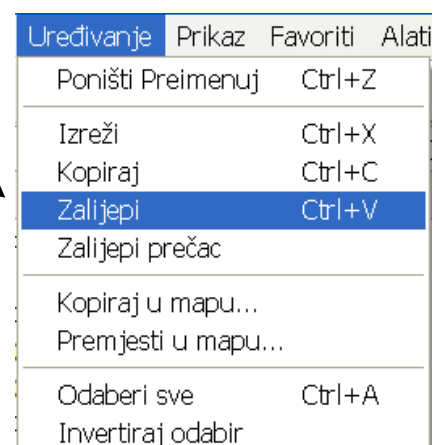 Uređivanje Prikaz Favoriti Alati
Poništi Preimenuj Ctrl+Z
Izreži Ctrl+X
Kopiraj Ctrl+C
Zalijepi Ctrl+V
Zalijepi prečac
Kopiraj u mapu...
Premjesti u mapu...
Odaberi sve Ctrl+A
Invertiraj odabir